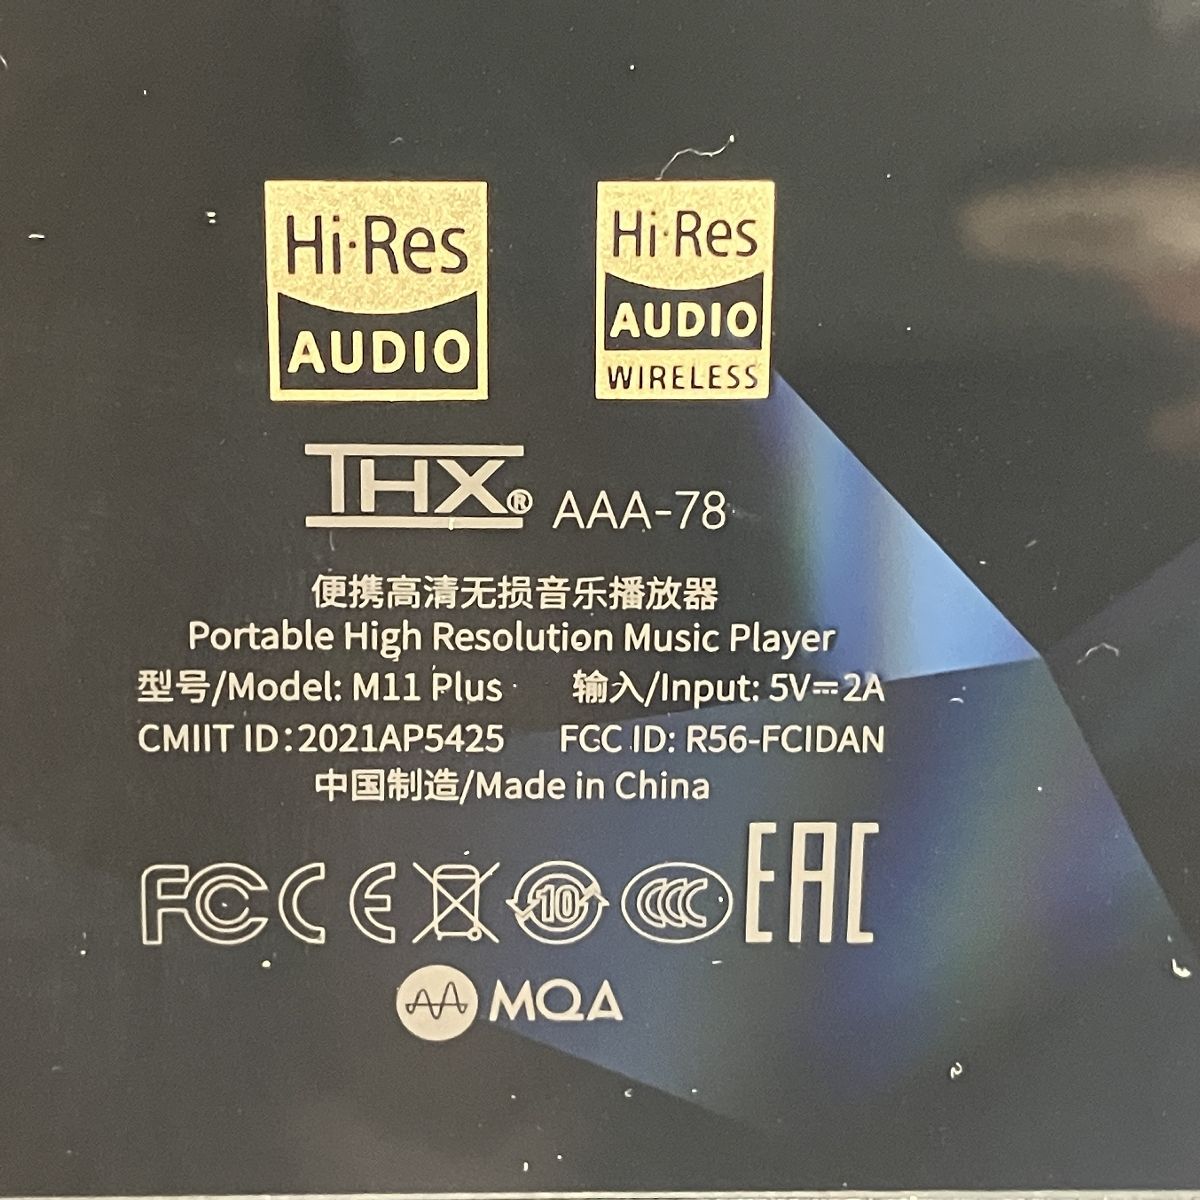 Hi·Res AUDIO
Hi·Res AUDIO WIRELESS
THX® AAA-78
便携高清无损音乐播放器
Portable High Resolution Music Player
型号/Model: M11 Plus 输入/Input: 5V⎓2A
CMIIT ID:2021AP5425 FCC ID: R56-FCIDAN
中国制造/Made in China
FC CE 10 CCC EAC
MQA